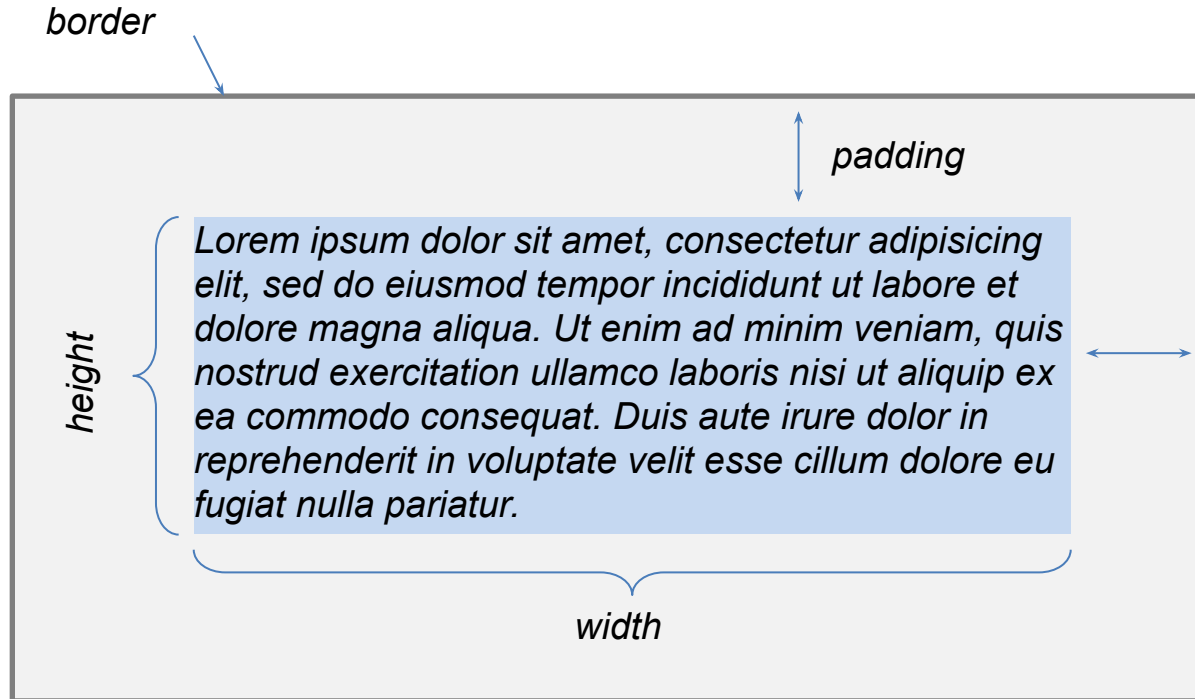 border
padding
Lorem ipsum dolor sit amet, consectetur adipisicing
elit, sed do eiusmod tempor incididunt ut labore et
dolore magna aliqua. Ut enim ad minim veniam, quis
nostrud exercitation ullamco laboris nisi ut aliquip ex
ea commodo consequat. Duis aute irure dolor in
reprehenderit in voluptate velit esse cillum dolore eu
fugiat nulla pariatur.
height
width